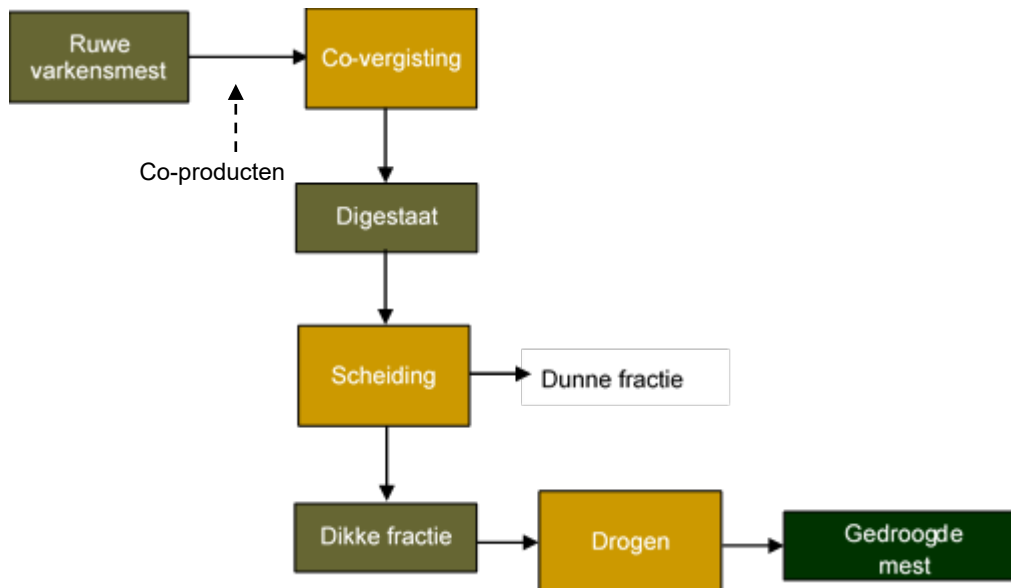 Ruwe
varkensmest
Co-vergisting
Co-producten
Digestaat
Scheiding
Dunne fractie
Dikke fractie
Drogen
Gedroogde
mest